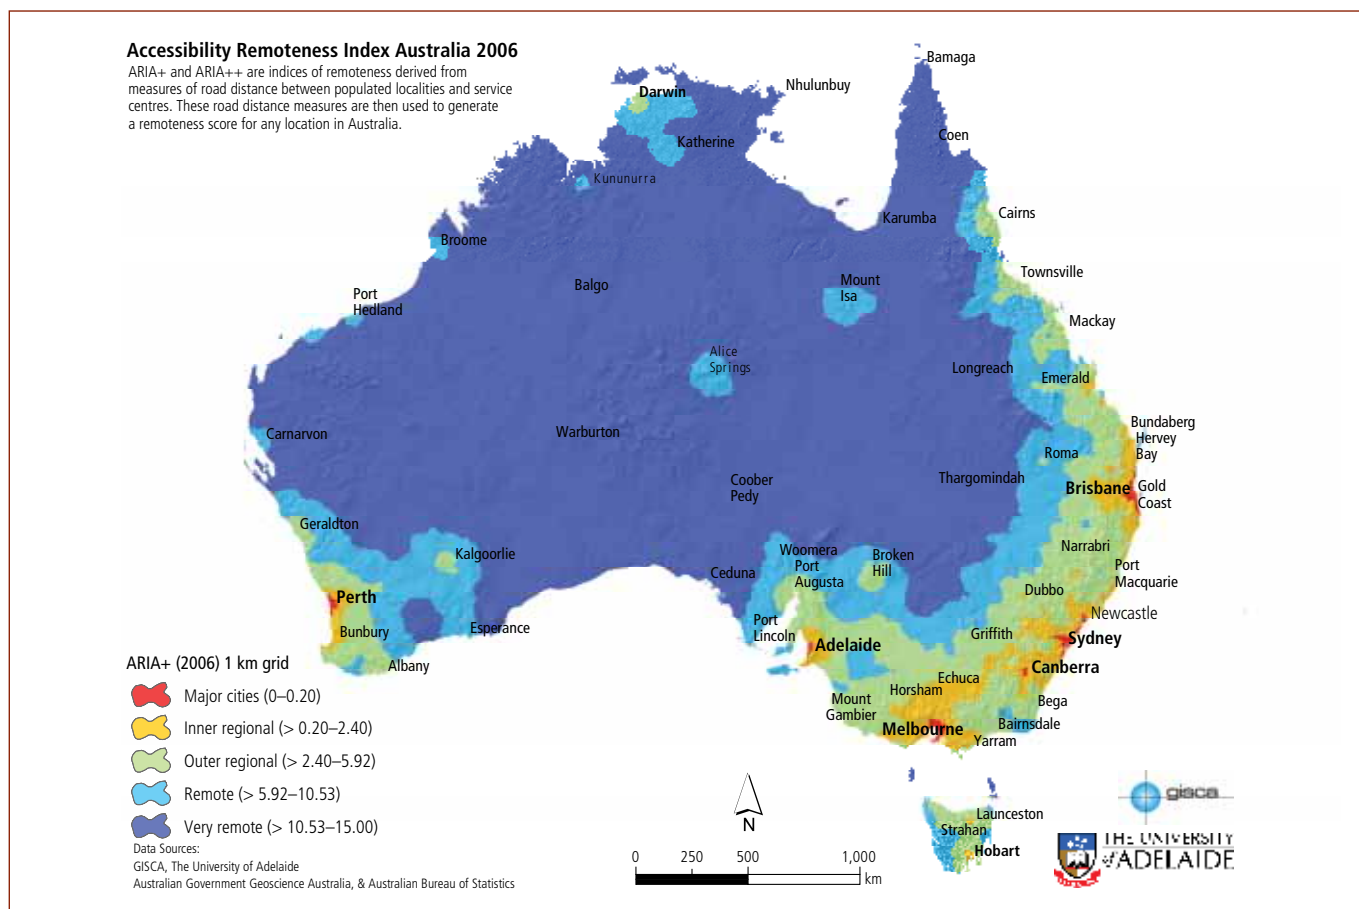 Accessibility Remoteness Index Australia 2006
ARIA+ and ARIA++ are indices of remoteness derived from
measures of road distance between populated localities and service
centres. These road distance measures are then used to generate
a remoteness score for any location in Australia.
Bamaga
Nhulunbuy
Darwin
Coen
Katherine
Kununurra
Cairns
Karumba
Broome
Townsville
Mount
Isa
Balgo
Port
Hedland
Mackay
Alice
Springs
Longreach
Emerald
Bundaberg
Hervey
Bay
Carnarvon
Warburton
Roma
Coober
Pedy
Thargomindah
Brisbane
Gold
Coast
Geraldton
Kalgoorlie
Woomera
Port
Augusta
Broken
Hill
Narrabri
Ceduna
Port
Macquarie
Dubbo
Perth
Newcastle
Bunbury
Esperance
Port
Lincoln
Griffith
Sydney
Adelaide
Albany
Canberra
Echuca
Horsham
Mount
Gambier
Bega
Bairnsdale
Melbourne
Yarram
ARIA+ (2006) 1 km grid
Major cities (0–0.20)
Inner regional (> 0.20–2.40)
Outer regional (> 2.40–5.92)
Remote (> 5.92–10.53)
Very remote (> 10.53–15.00)
Data Sources:
GISCA, The University of Adelaide
Australian Government Geoscience Australia, & Australian Bureau of Statistics
N
0 250 500 1,000
km
Launceston
Strahan
Hobart
gisca
THE UNIVERSITY
of ADELAIDE